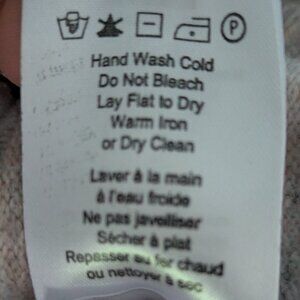 P
Hand Wash Cold
Do Not Bleach
Lay Flat to Dry
Warm Iron
or Dry Clean
Laver à la main
à l'eau froide
Ne pas javelliser
Sécher à plat
Repasser au fer chaud
ou nettoyer à sec